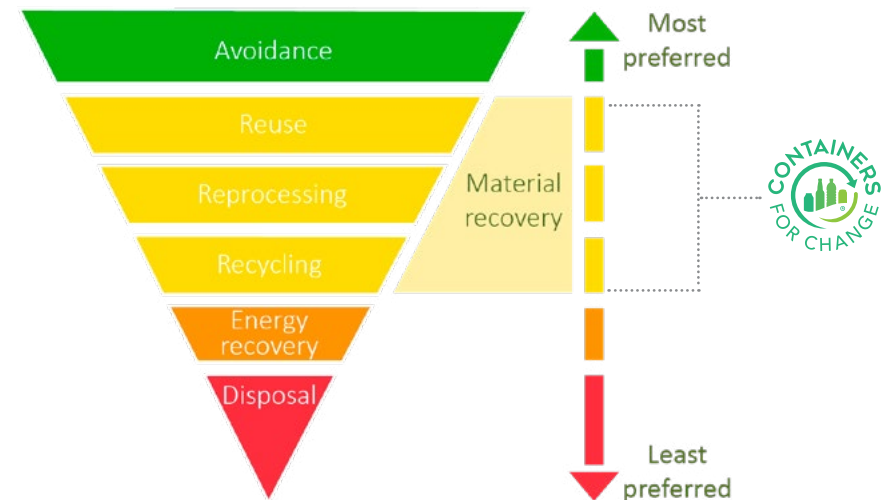 Avoidance
Reuse
Reprocessing
Recycling
Energy
recovery
Disposal
Material
recovery
Most
preferred
Least
preferred
CONTAINERS
FOR CHANGE
®